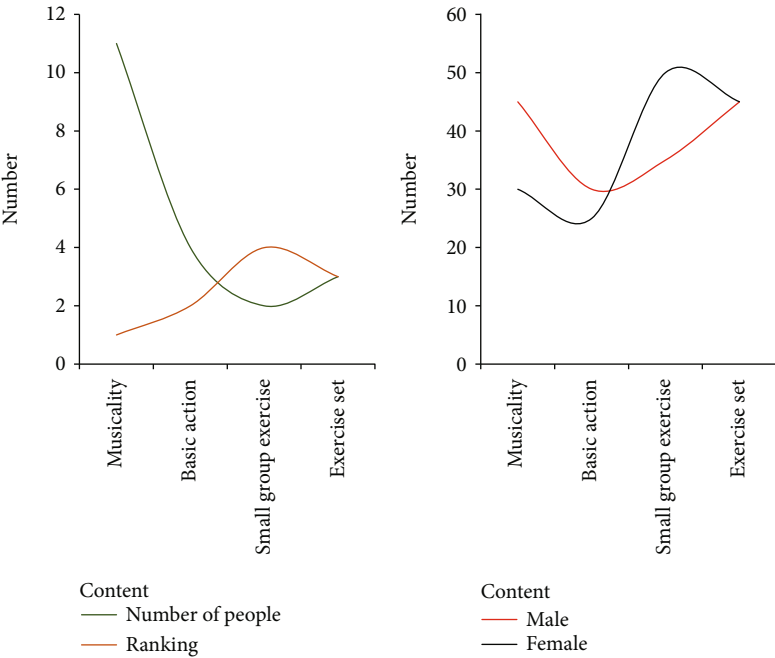 12
10
8
6
4
2
0
Number
Musicality
Basic action
Small group exercise
Exercise set
Content
Number of people
Ranking
60
50
40
30
20
10
0
Number
Musicality
Basic action
Small group exercise
Exercise set
Content
Male
Female